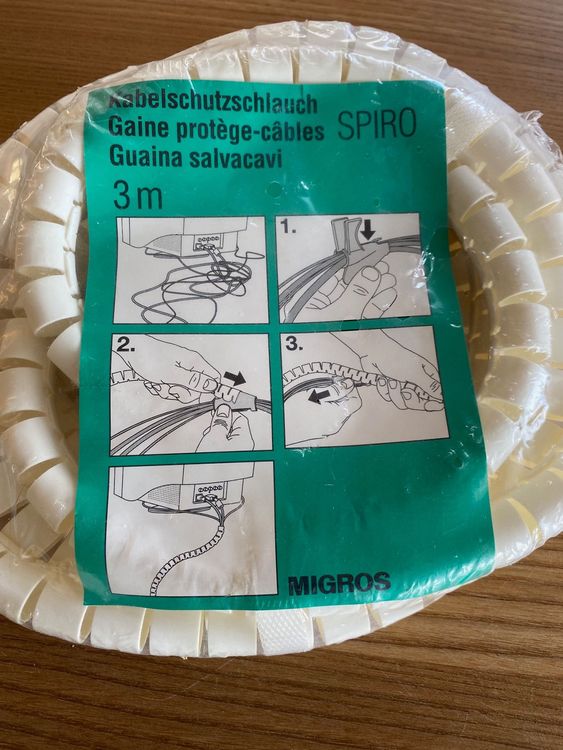 Kabelschutzschlauch
Gaine protège-câbles SPIRO
Guaina salvacavi
3 m
1.
2.
3.
MIGROS